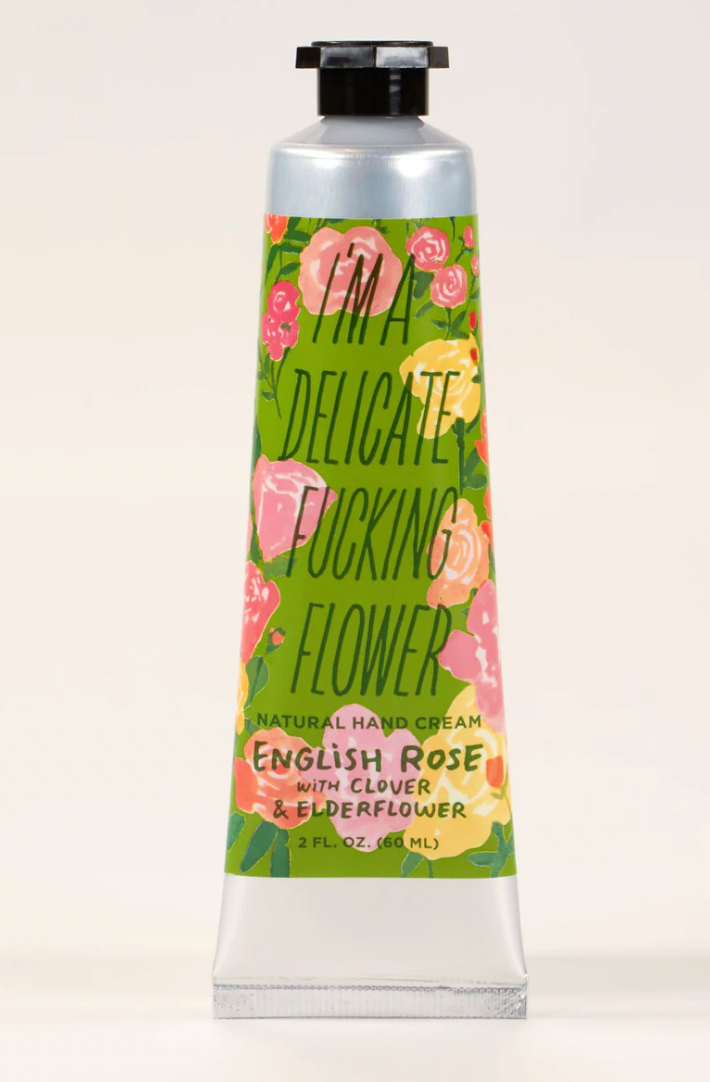 I'M A
DELICATE
FUCKING
FLOWER
NATURAL HAND CREAM
ENGLiSH ROSE
WiTH CLOVER
& ELDERFLOWER
2 FL. OZ. (60 ML)